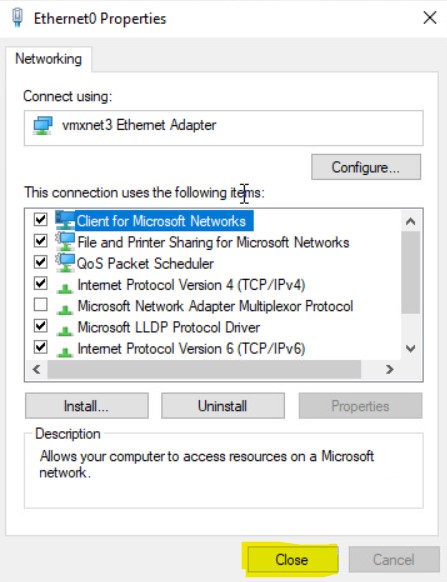 Ethernet0 Properties
Networking
Connect using:
vmxnet3 Ethernet Adapter
Configure...
This connection uses the following items:
Client for Microsoft Networks
File and Printer Sharing for Microsoft Networks
QoS Packet Scheduler
Internet Protocol Version 4 (TCP/IPv4)
Microsoft Network Adapter Multiplexor Protocol
Microsoft LLDP Protocol Driver
Internet Protocol Version 6 (TCP/IPv6)
Install... Uninstall Properties
Description
Allows your computer to access resources on a Microsoft
network.
Close Cancel